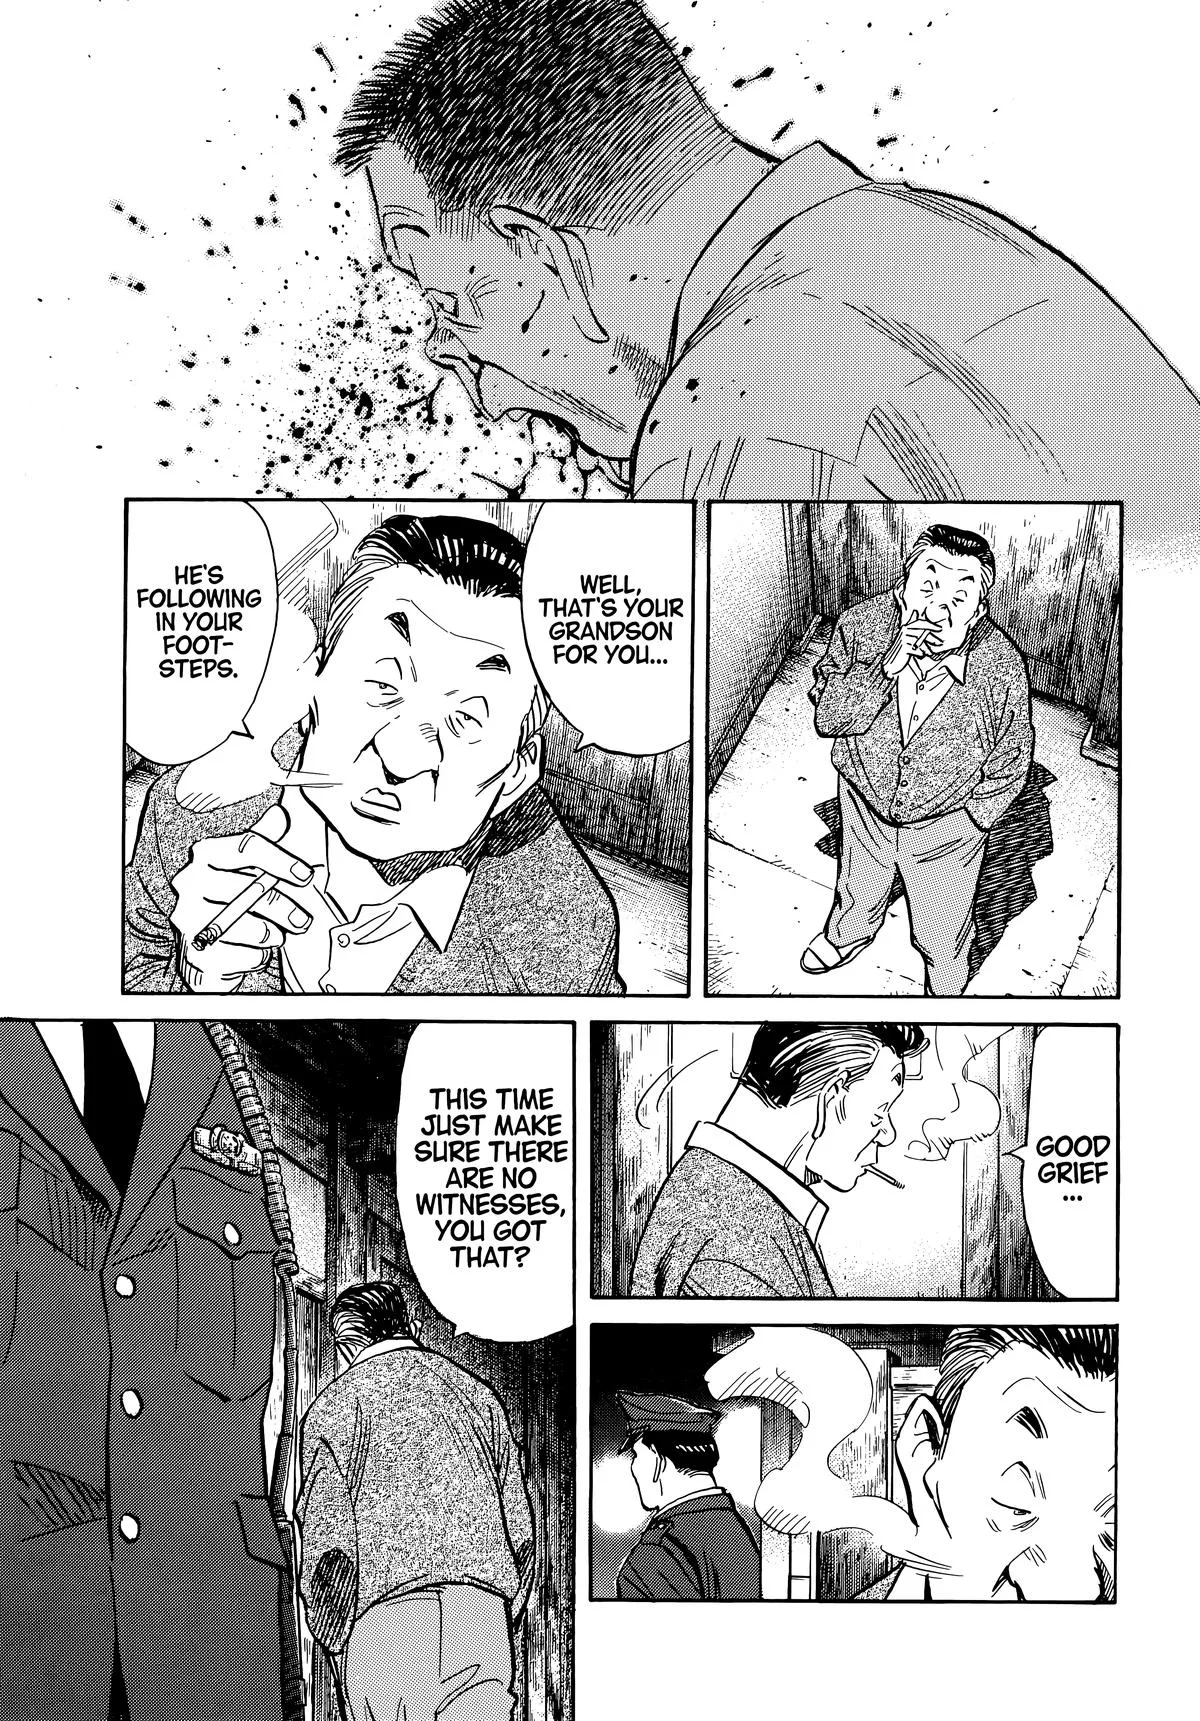 WELL,
THAT'S YOUR
GRANDSON
FOR YOU...
HE'S
FOLLOWING
IN YOUR
FOOT-
STEPS.
GOOD
GRIEF
...
THIS TIME
JUST MAKE
SURE THERE
ARE NO
WITNESSES,
YOU GOT
THAT?